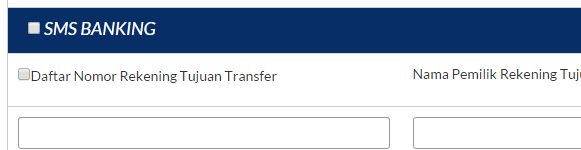 SMS BANKING
Daftar Nomor Rekening Tujuan Transfer
Nama Pemilik Rekening